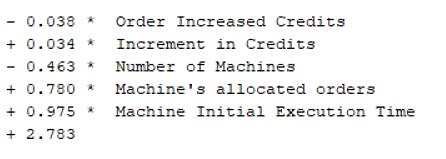 - 0.038 * Order Increased Credits
+ 0.034 * Increment in Credits
- 0.463 * Number of Machines
+ 0.780 * Machine's allocated orders
+ 0.975 * Machine Initial Execution Time
+ 2.783